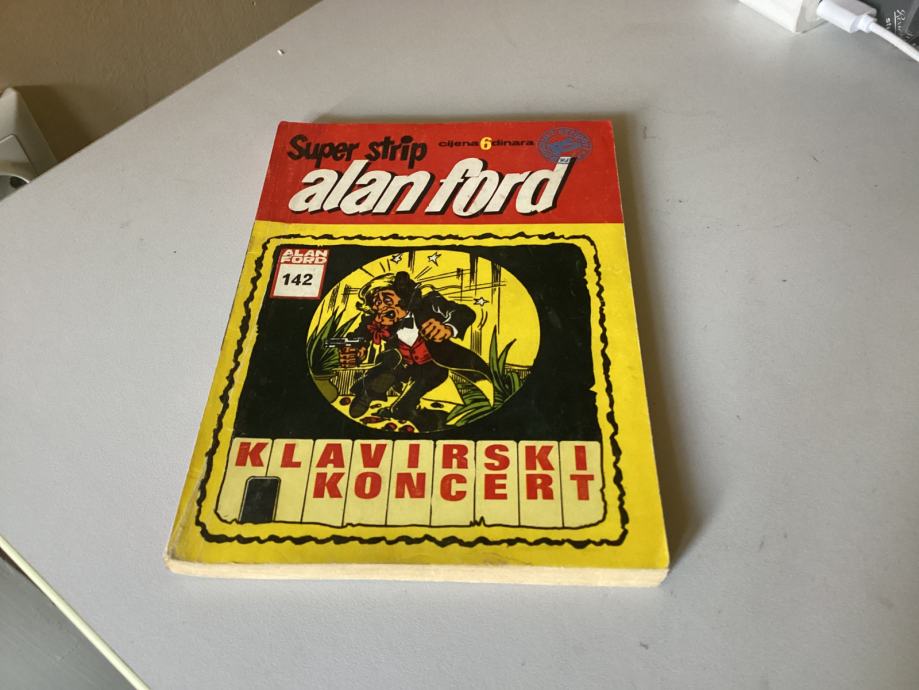 Super strip
cijena 6 dinara
alan ford
ALAN
FORD
142
KLAVIRSKI
KONCERT